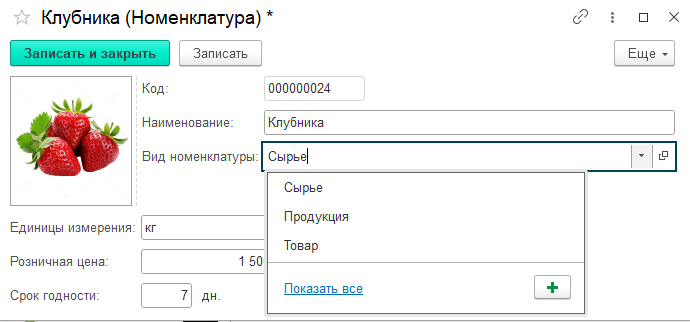 Клубника (Номенклатура) *
Записать и закрыть Записать Еще
Код: 000000024
Наименование: Клубника
Вид номенклатуры: Сырье
Сырье
Продукция
Товар
Показать все
Единицы измерения: кг
Розничная цена: 1 50
Срок годности: 7 дн.